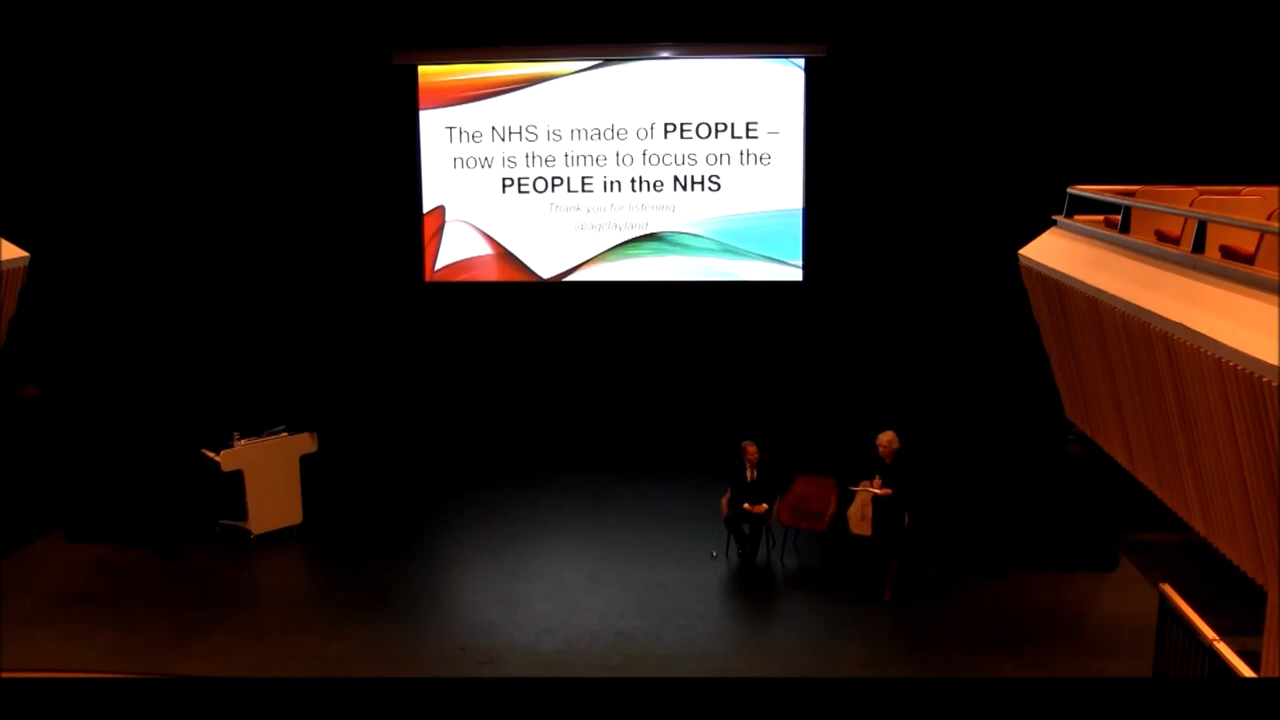 The NHS is made of PEOPLE –
now is the time to focus on the
PEOPLE in the NHS
Thank you for listening.
@agclayland